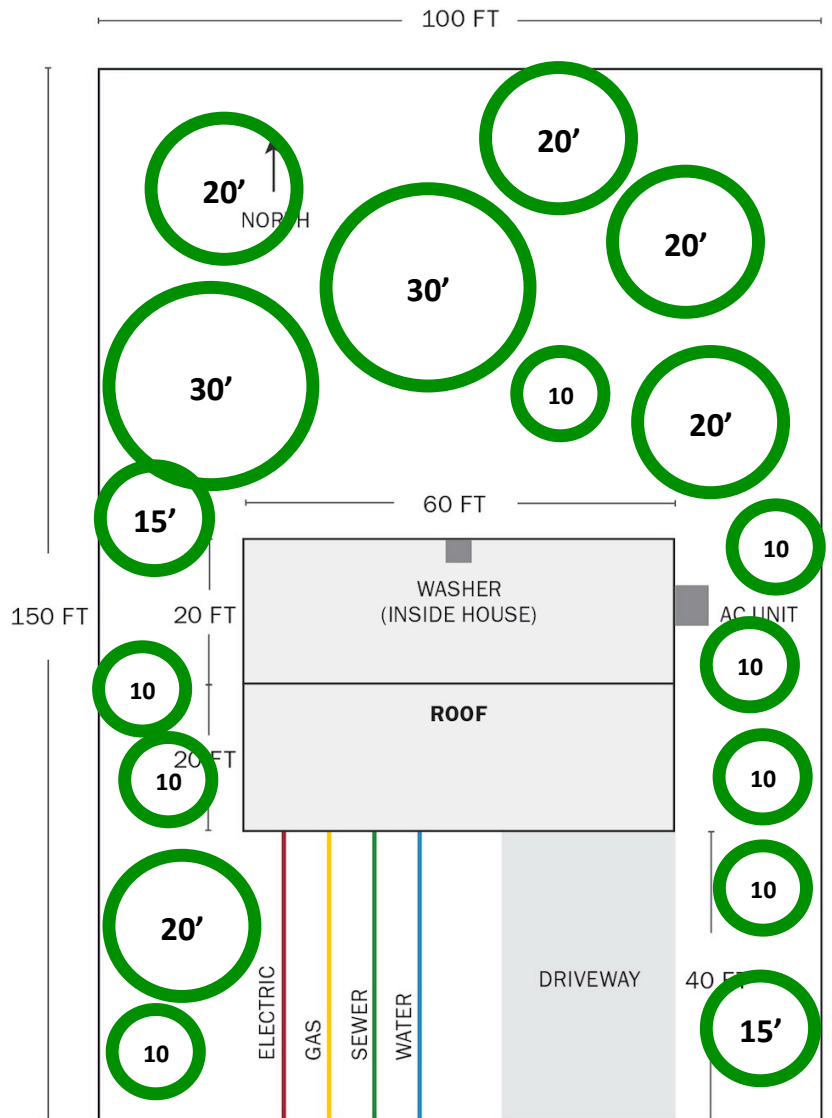 100 FT
20’
20’
NORTH
20’
30’
30’
10
20’
60 FT
15’
10
WASHER
(INSIDE HOUSE)
150 FT
20 FT
AC UNIT
10
10
ROOF
20 FT
10
10
10
20’
ELECTRIC
GAS
SEWER
WATER
DRIVEWAY
40 FT
15’
10